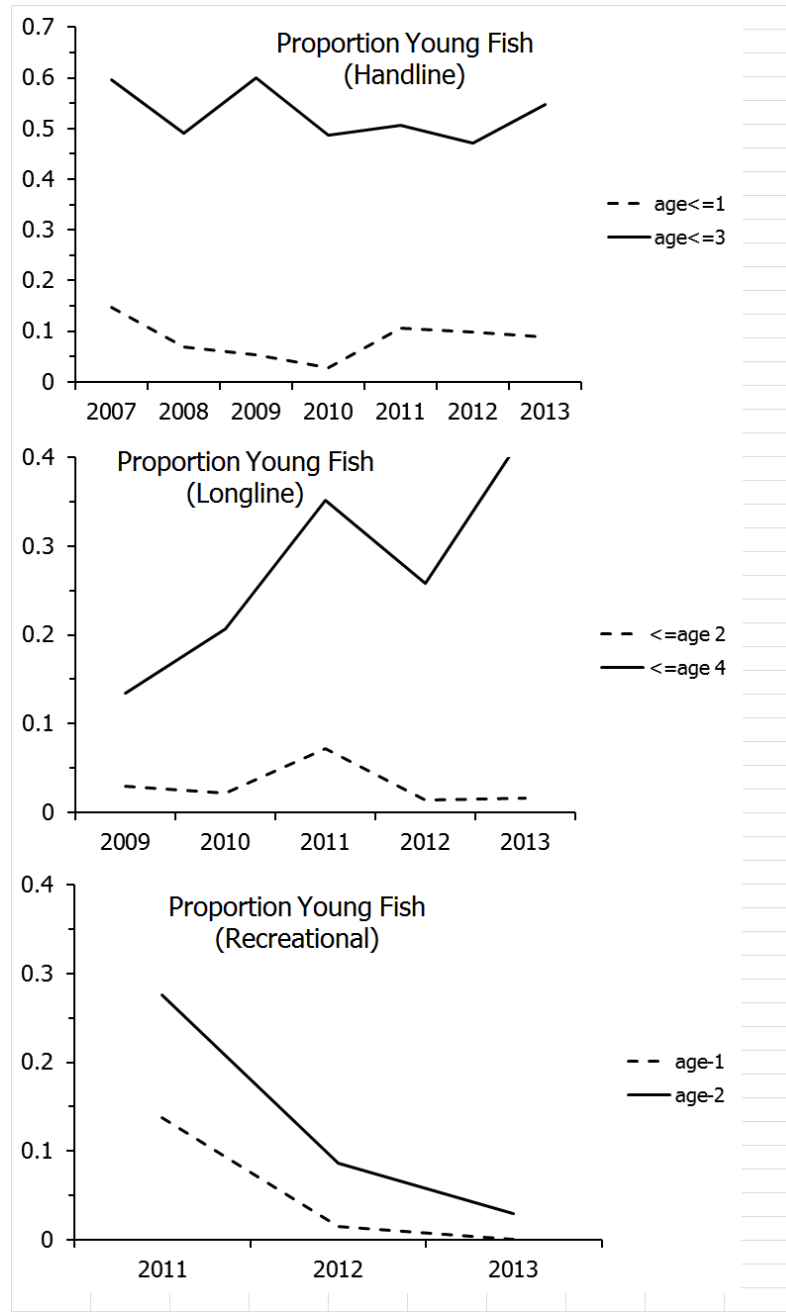 Proportion Young Fish
(Handline)
0.7
0.6
0.5
0.4
0.3
0.2
0.1
0
2007 2008 2009 2010 2011 2012 2013
age<=1
age<=3
Proportion Young Fish
(Longline)
0.4
0.3
0.2
0.1
0
2009 2010 2011 2012 2013
<=age 2
<=age 4
Proportion Young Fish
(Recreational)
0.4
0.3
0.2
0.1
0
2011 2012 2013
age-1
age-2